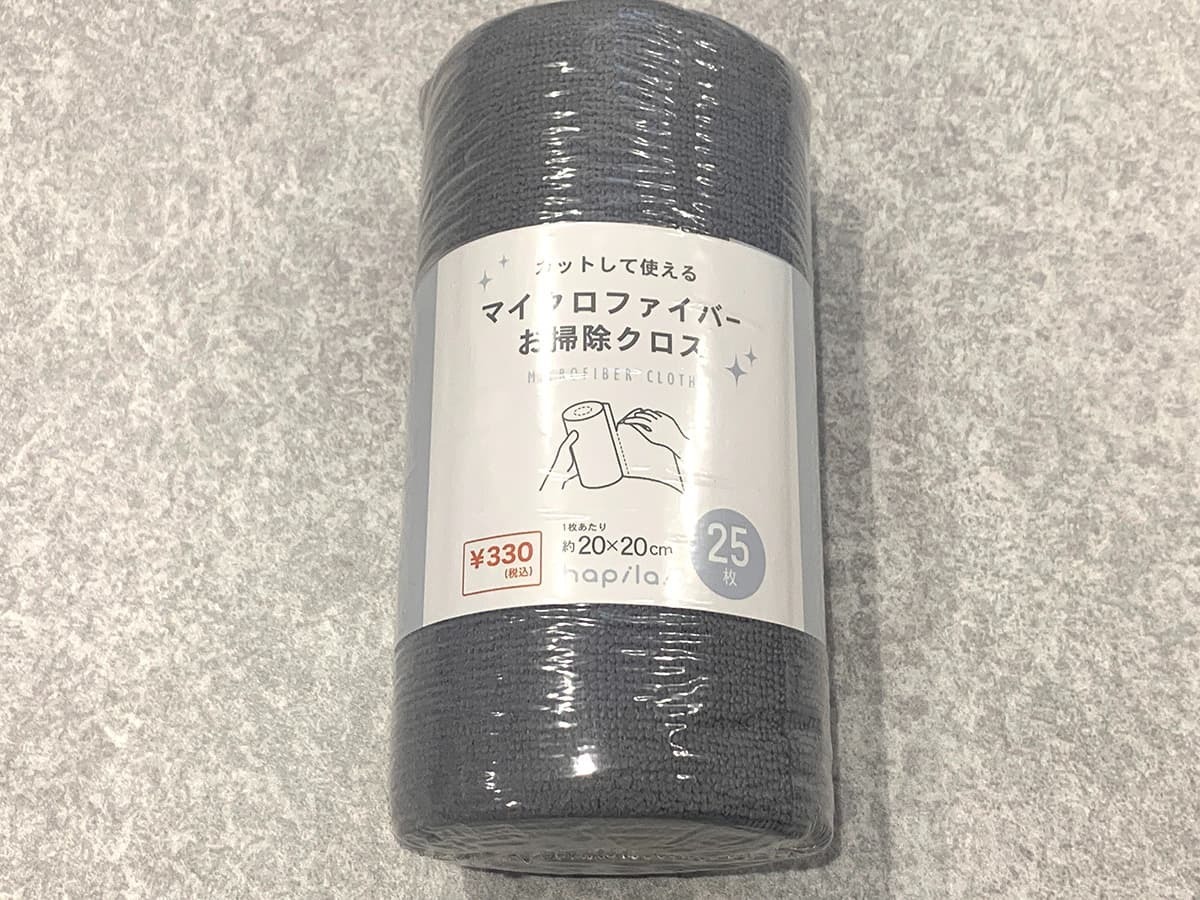 カットして使える
マイクロファイバー
お掃除クロス
MICROFIBER CLOTH
¥330
(税込)
1枚あたり
約20×20cm
hapila
25
枚